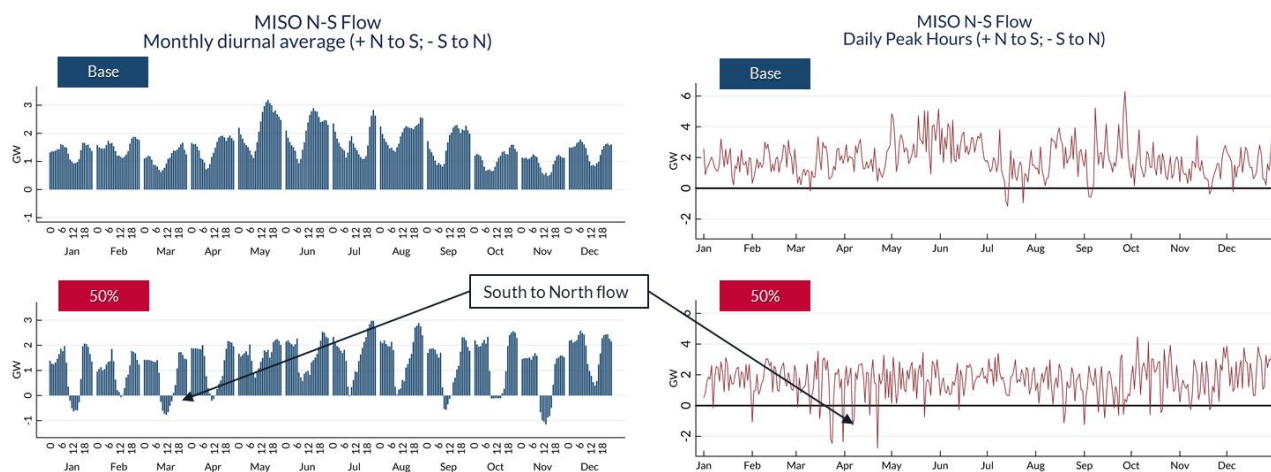 MISO N-S Flow
Monthly diurnal average (+ N to S; - S to N)
Base
GW
3
2
1
0
-1
0 6 12 18 0 6 12 18 0 6 12 18 0 6 12 18 0 6 12 18 0 6 12 18 0 6 12 18 0 6 12 18 0 6 12 18 0 6 12 18 0 6 12 18 0 6 12 18
Jan Feb Mar Apr May Jun Jul Aug Sep Oct Nov Dec
MISO N-S Flow
Daily Peak Hours (+ N to S; - S to N)
Base
GW
6
4
2
0
-2
Jan Feb Mar Apr May Jun Jul Aug Sep Oct Nov Dec
50%
GW
3
2
1
0
-1
0 6 12 18 0 6 12 18 0 6 12 18 0 6 12 18 0 6 12 18 0 6 12 18 0 6 12 18 0 6 12 18 0 6 12 18 0 6 12 18 0 6 12 18 0 6 12 18
Jan Feb Mar Apr May Jun Jul Aug Sep Oct Nov Dec
South to North flow
50%
GW
6
4
2
0
-2
Jan Feb Mar Apr May Jun Jul Aug Sep Oct Nov Dec